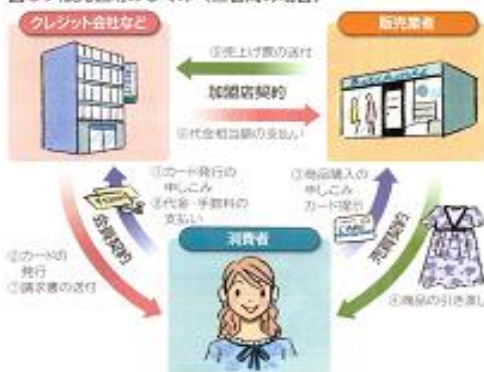 クレジット会社など
販売業者
⑤売上げ票の送付
加盟店契約
⑥代金相当額の支払い
①カード発行の
申しこみ
⑧代金・手数料の
支払い
③商品購入の
申しこみ
カード提示
会員契約
売買契約
②カードの
発行
⑦請求書の送付
消費者
④商品の引き渡し